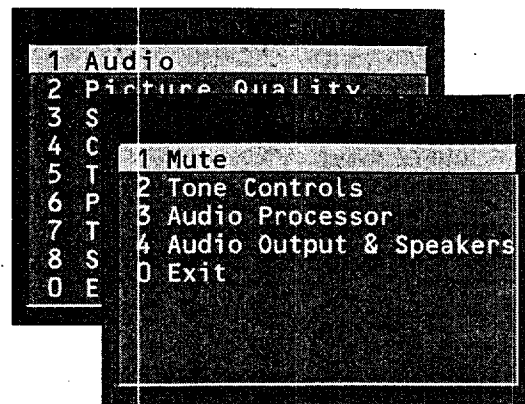 1 Audio
2 Picture Quality
3 S
4 C
5 T
6 P
7 T
8 S
0 E
1 Mute
2 Tone Controls
3 Audio Processor
4 Audio Output & Speakers
0 Exit